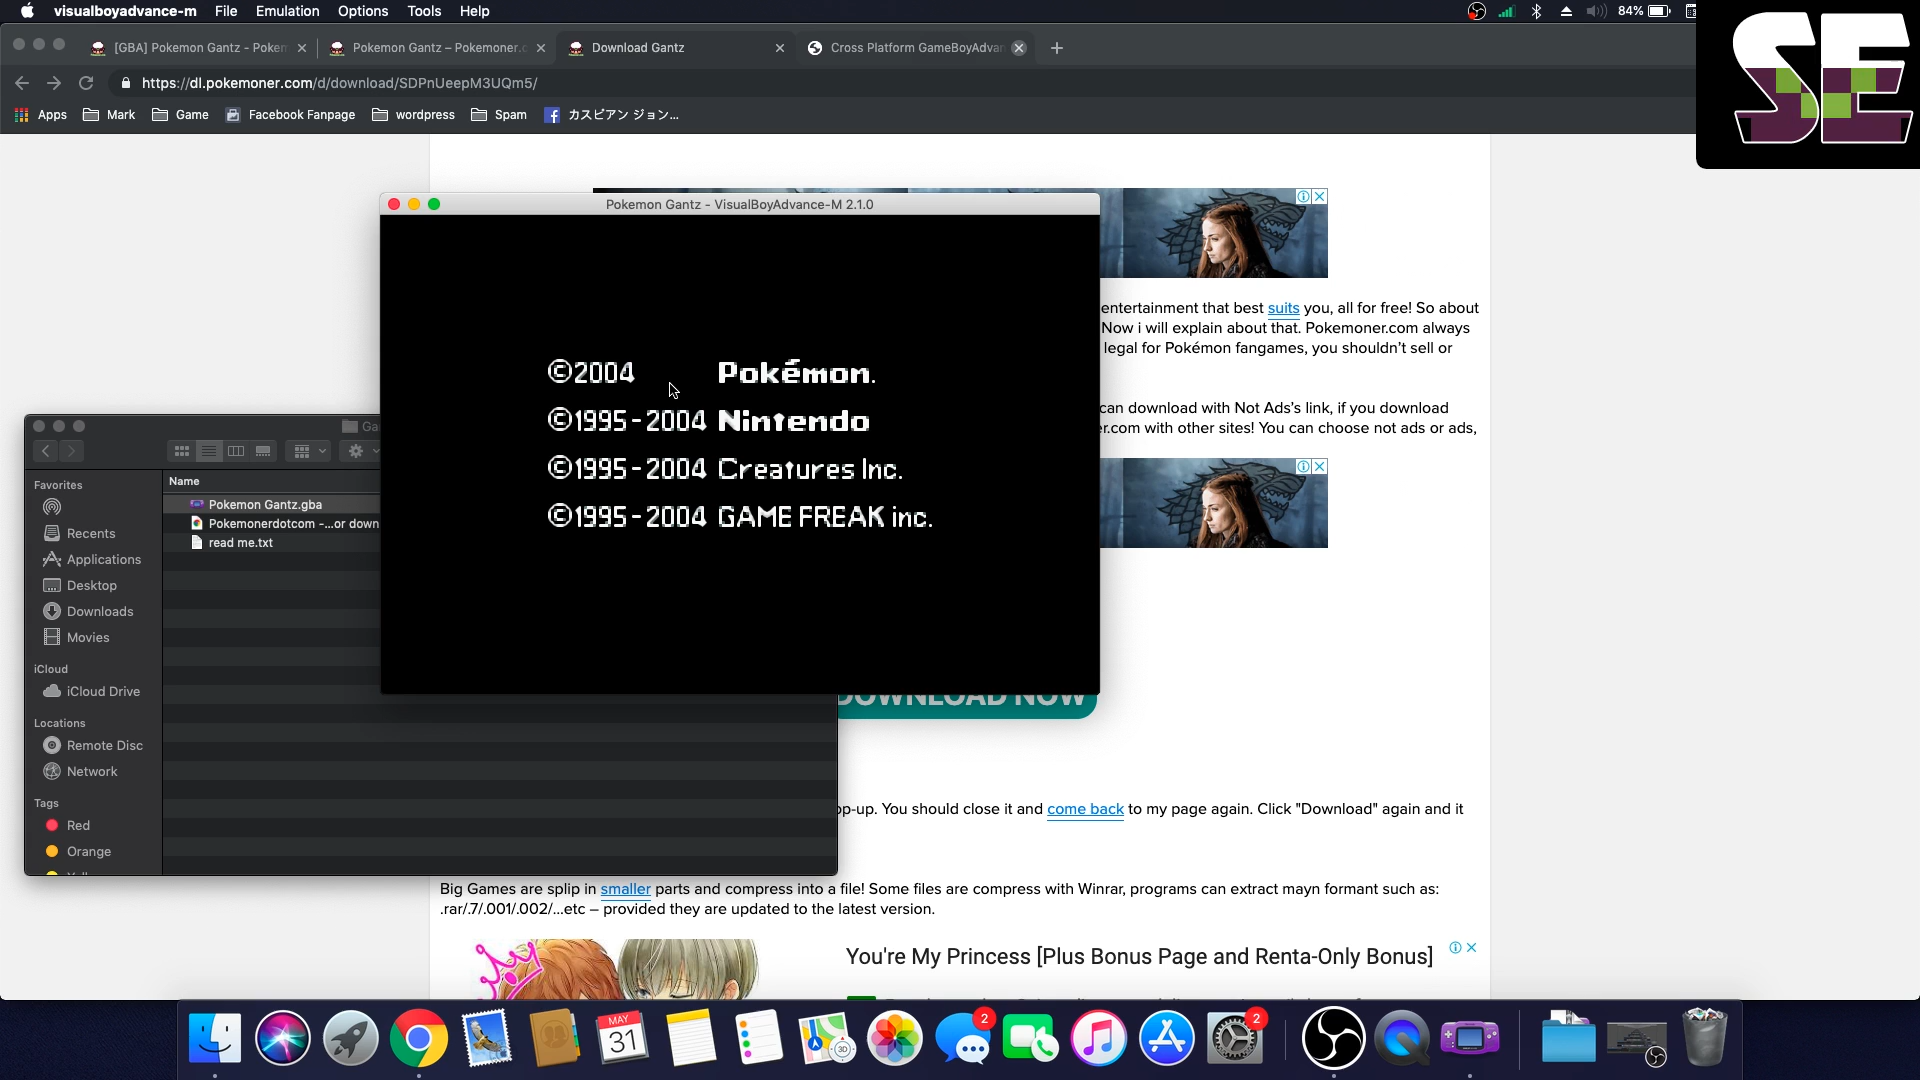 visualboyadvance-m File Emulation Options Tools Help 84%
[GBA] Pokemon Gantz - Poken Pokemon Gantz – Pokemoner.c Download Gantz Cross Platform GameBoyAdvan
https://dl.pokemoner.com/d/download/SDPnUeepM3UQm5/
Apps Mark Game Facebook Fanpage wordpress Spam カスビアン ジョン...
SE
Pokemon Gantz - VisualBoyAdvance-M 2.1.0
entertainment that best suits you, all for free! So about
Now i will explain about that. Pokemoner.com always
legal for Pokémon fangames, you shouldn't sell or
©2004 Pokémon.
©1995-2004 Nintendo
©1995-2004 Creatures Inc.
©1995-2004 GAME FREAK inc.
can download with Not Ads's link, if you download
er.com with other sites! You can choose not ads or ads,
Name
Favorites
Pokemon Gantz.gba
Pokemonerdotcom -...or down
read me.txt
Recents
Applications
Desktop
Downloads
Movies
iCloud
iCloud Drive
Locations
Remote Disc
Network
Tags
Red
Orange
DOWNLOAD NOW
op-up. You should close it and come back to my page again. Click "Download" again and it
Big Games are splip in smaller parts and compress into a file! Some files are compress with Winrar, programs can extract mayn formant such as:
.rar/.7/.001/.002/...etc – provided they are updated to the latest version.
You're My Princess [Plus Bonus Page and Renta-Only Bonus]
MAY
31
3D
2
2